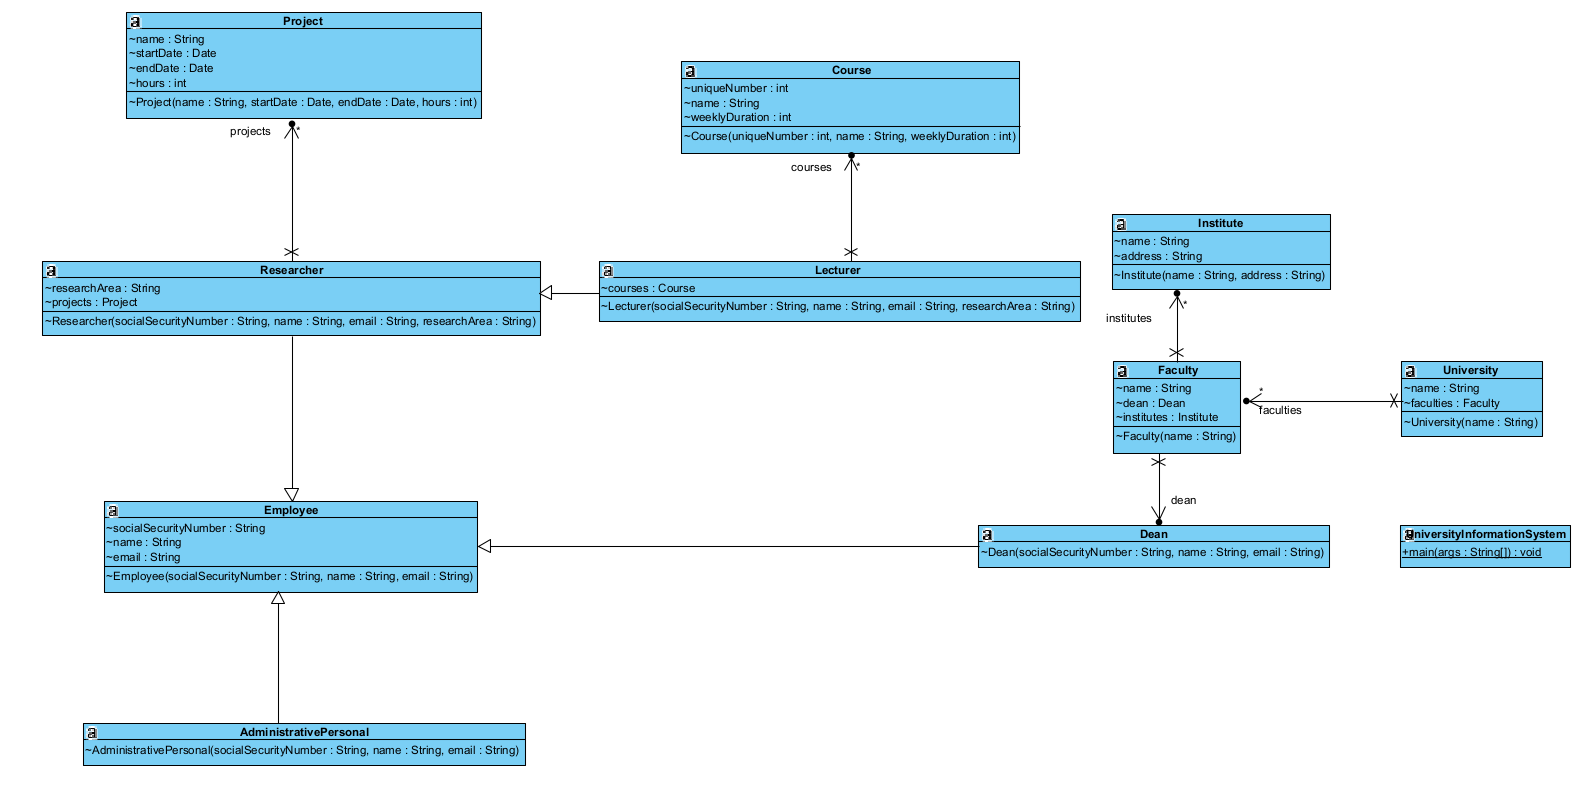 Project
~name : String
~startDate : Date
~endDate : Date
~hours : int
~Project(name : String, startDate : Date, endDate : Date, hours : int)
projects
*
Course
~uniqueNumber : int
~name : String
~weeklyDuration : int
~Course(uniqueNumber : int, name : String, weeklyDuration : int)
courses
*
Institute
~name : String
~address : String
~Institute(name : String, address : String)
institutes
*
Researcher
~researchArea : String
~projects : Project
~Researcher(socialSecurityNumber : String, name : String, email : String, researchArea : String)
Lecturer
~courses : Course
~Lecturer(socialSecurityNumber : String, name : String, email : String, researchArea : String)
Faculty
~name : String
~dean : Dean
~institutes : Institute
~Faculty(name : String)
*
faculties
University
~name : String
~faculties : Faculty
~University(name : String)
dean
Employee
~socialSecurityNumber : String
~name : String
~email : String
~Employee(socialSecurityNumber : String, name : String, email : String)
Dean
~Dean(socialSecurityNumber : String, name : String, email : String)
UniversityInformationSystem
+main(args : String[]) : void
AdministrativePersonal
~AdministrativePersonal(socialSecurityNumber : String, name : String, email : String)